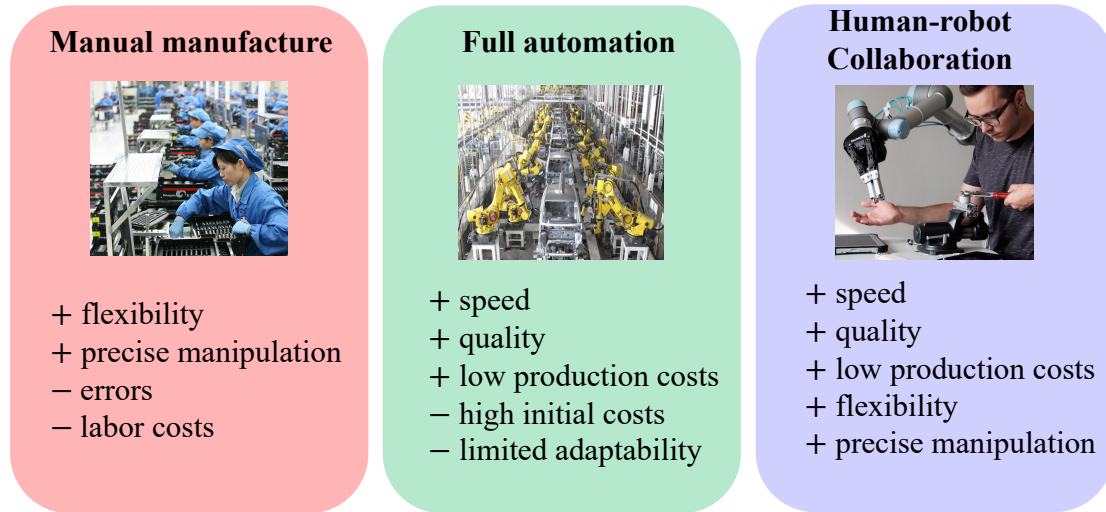 Manual manufacture
+ flexibility
+ precise manipulation
− errors
− labor costs
Full automation
+ speed
+ quality
+ low production costs
− high initial costs
− limited adaptability
Human-robot
Collaboration
+ speed
+ quality
+ low production costs
+ flexibility
+ precise manipulation